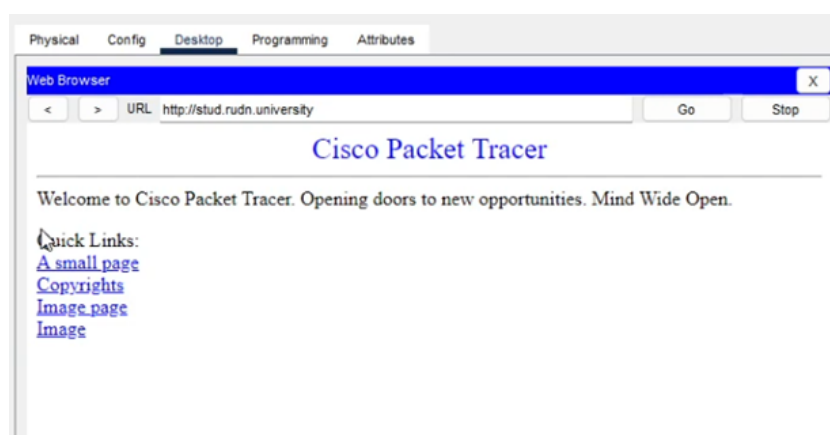 Physical Config Desktop Programming Attributes
Web Browser X
< > URL http://stud.rudn.university Go Stop
Cisco Packet Tracer
Welcome to Cisco Packet Tracer. Opening doors to new opportunities. Mind Wide Open.
Quick Links:
A small page
Copyrights
Image page
Image